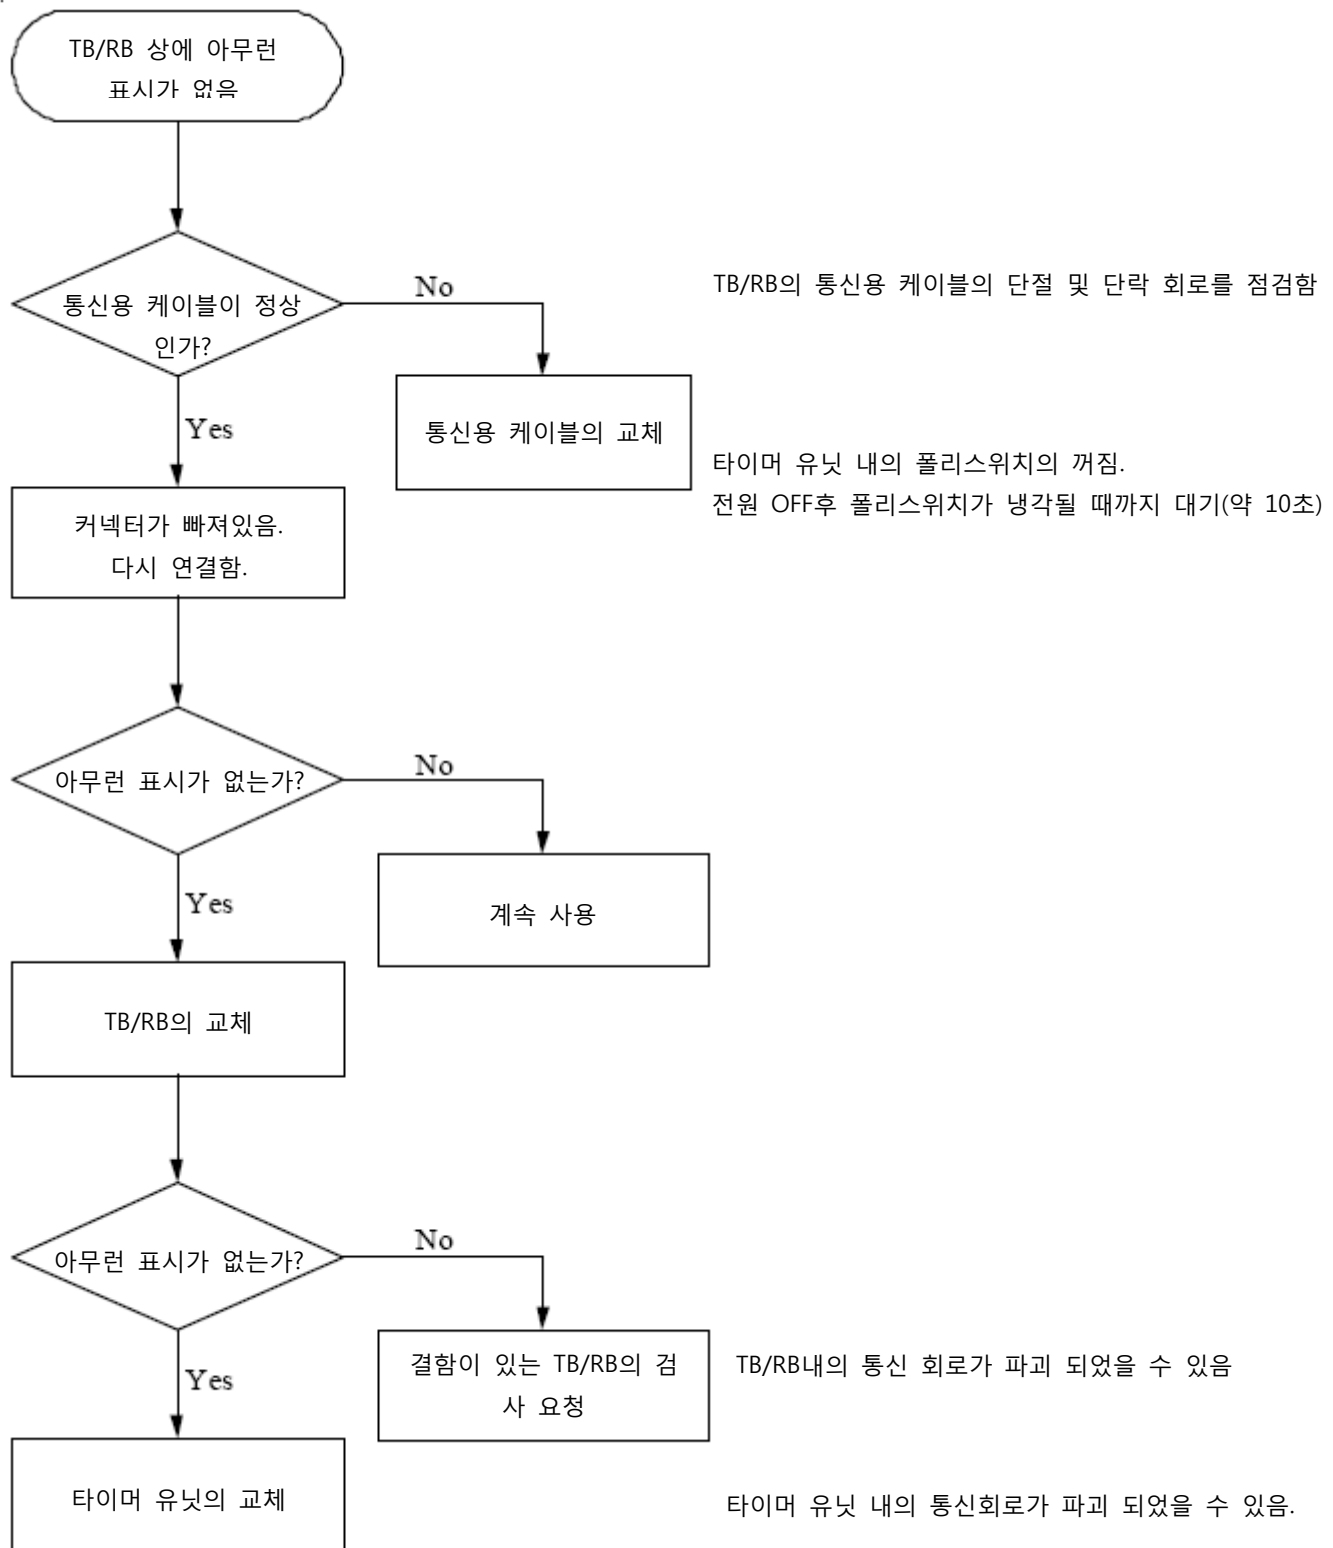 TB/RB 상에 아무런
표시가 없음
No
TB/RB의 통신용 케이블의 단절 및 단락 회로를 점검함
통신용 케이블이 정상
인가?
Yes
통신용 케이블의 교체
타이머 유닛 내의 폴리스위치의 꺼짐.
전원 OFF후 폴리스위치가 냉각될 때까지 대기(약 10초)
커넥터가 빠져있음.
다시 연결함.
No
아무런 표시가 없는가?
Yes
계속 사용
TB/RB의 교체
No
아무런 표시가 없는가?
Yes
결함이 있는 TB/RB의 검
사 요청
TB/RB내의 통신 회로가 파괴 되었을 수 있음
타이머 유닛의 교체
타이머 유닛 내의 통신회로가 파괴 되었을 수 있음.